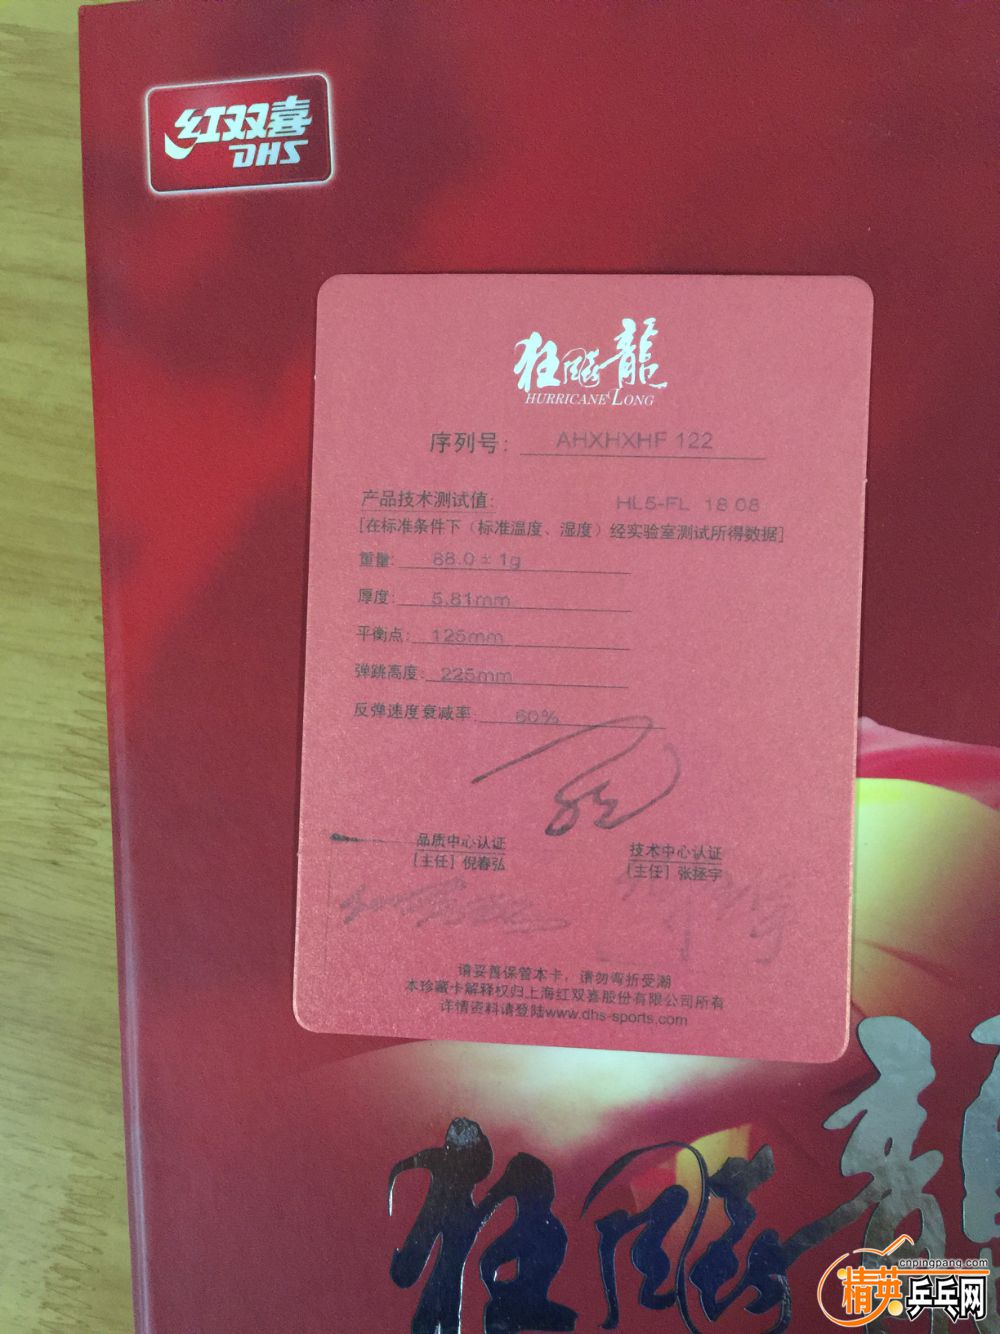 红双喜
DHS
狂飚龍
HURRICANE LONG
序列号: AHXHXHF 122
产品技术测试值: HL5-FL 18 08
[在标准条件下（标准温度、湿度）经实验室测试所得数据]
重量: 88.0±1g
厚度: 5.81mm
平衡点: 125mm
弹跳高度: 225mm
反弹速度衰减率: 60%
品质中心认证
[主任] 倪春弘
技术中心认证
[主任] 张拯宇
请妥善保管本卡，请勿弯折受潮
本珍藏卡解释权归上海红双喜股份有限公司所有
详情资料请登陆www.dhs-sports.com
狂飚龍
cnpingpang.com
精英乒乓网